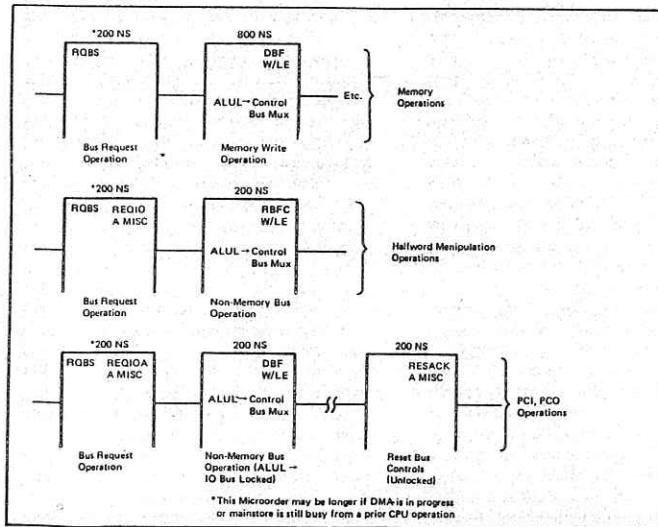 *200 NS 800 NS
RQBS DBF
W/LE
ALUL→Control
Bus Mux
Etc.
Memory
Operations
Bus Request
Operation
Memory Write
Operation
*200 NS 200 NS
RQBS REQIO
A MISC
RBFC
W/LE
ALUL→Control
Bus Mux
Halfword Manipulation
Operations
Bus Request
Operation
Non-Memory Bus
Operation
*200 NS 200 NS 200 NS
RQBS REQIOA
A MISC
DBF
W/LE
RESACK
A MISC
ALUL→Control
Bus Mux
PCI, PCO
Operations
Bus Request
Operation
Non-Memory Bus
Operation (ALUL →
IO Bus Locked)
Reset Bus
Controls
(Unlocked)
*This Microorder may be longer if DMA is in progress
or mainstore is still busy from a prior CPU operation